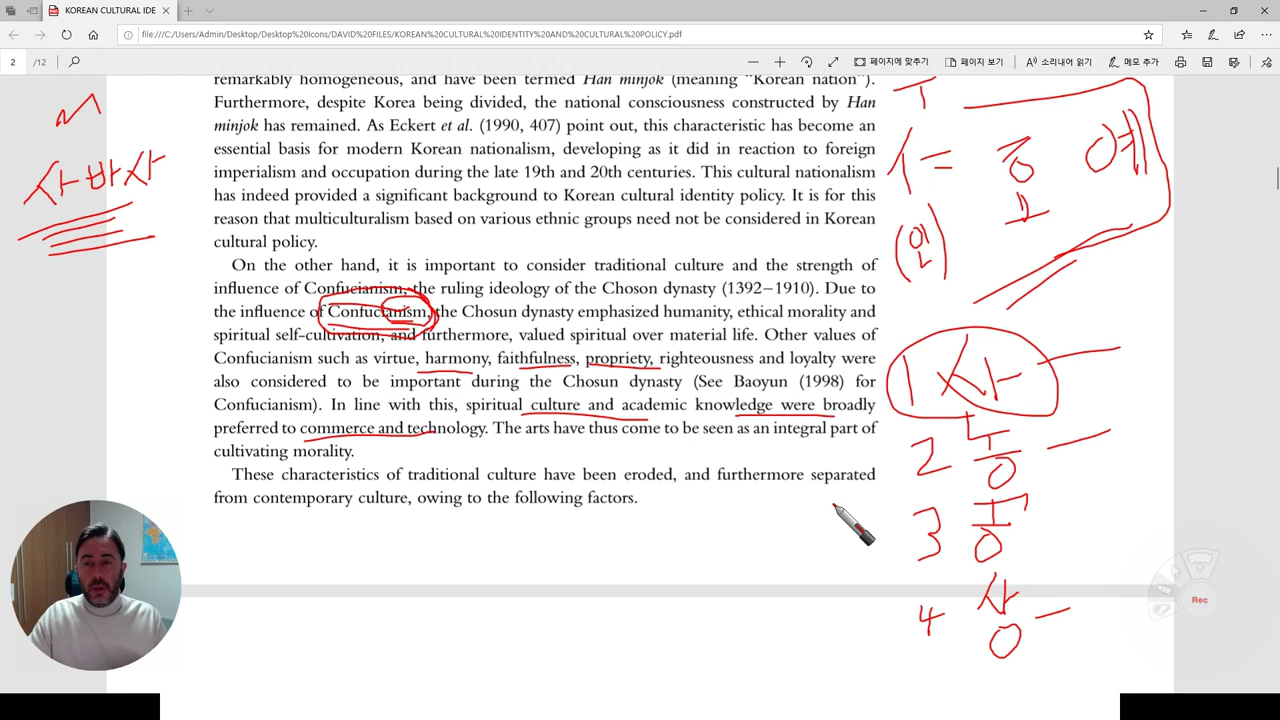 KOREAN CULTURAL IDE
file:///C:/Users/Admin/Desktop/Desktop%20Icons/DAVID%20FILES/KOREAN%20CULTURAL%20IDENTITY%20AND%20CULTURAL%20POLICY.pdf
2 /12
페이지에 맞추기 페이지 보기 소리내어 읽기 메모 추가
remarkably homogeneous, and have been termed Han minjok (meaning “Korean nation”).
Furthermore, despite Korea being divided, the national consciousness constructed by Han
minjok has remained. As Eckert et al. (1990, 407) point out, this characteristic has become an
essential basis for modern Korean nationalism, developing as it did in reaction to foreign
imperialism and occupation during the late 19th and 20th centuries. This cultural nationalism
has indeed provided a significant background to Korean cultural identity policy. It is for this
reason that multiculturalism based on various ethnic groups need not be considered in Korean
cultural policy.
On the other hand, it is important to consider traditional culture and the strength of
influence of Confucianism, the ruling ideology of the Choson dynasty (1392–1910). Due to
the influence of Confucianism, the Chosun dynasty emphasized humanity, ethical morality and
spiritual self-cultivation, and furthermore, valued spiritual over material life. Other values of
Confucianism such as virtue, harmony, faithfulness, propriety, righteousness and loyalty were
also considered to be important during the Chosun dynasty (See Baoyun (1998) for
Confucianism). In line with this, spiritual culture and academic knowledge were broadly
preferred to commerce and technology. The arts have thus come to be seen as an integral part of
cultivating morality.
These characteristics of traditional culture have been eroded, and furthermore separated
from contemporary culture, owing to the following factors.
사바사
예
(인)
1 사
2 농
3 공
4 상
Rec